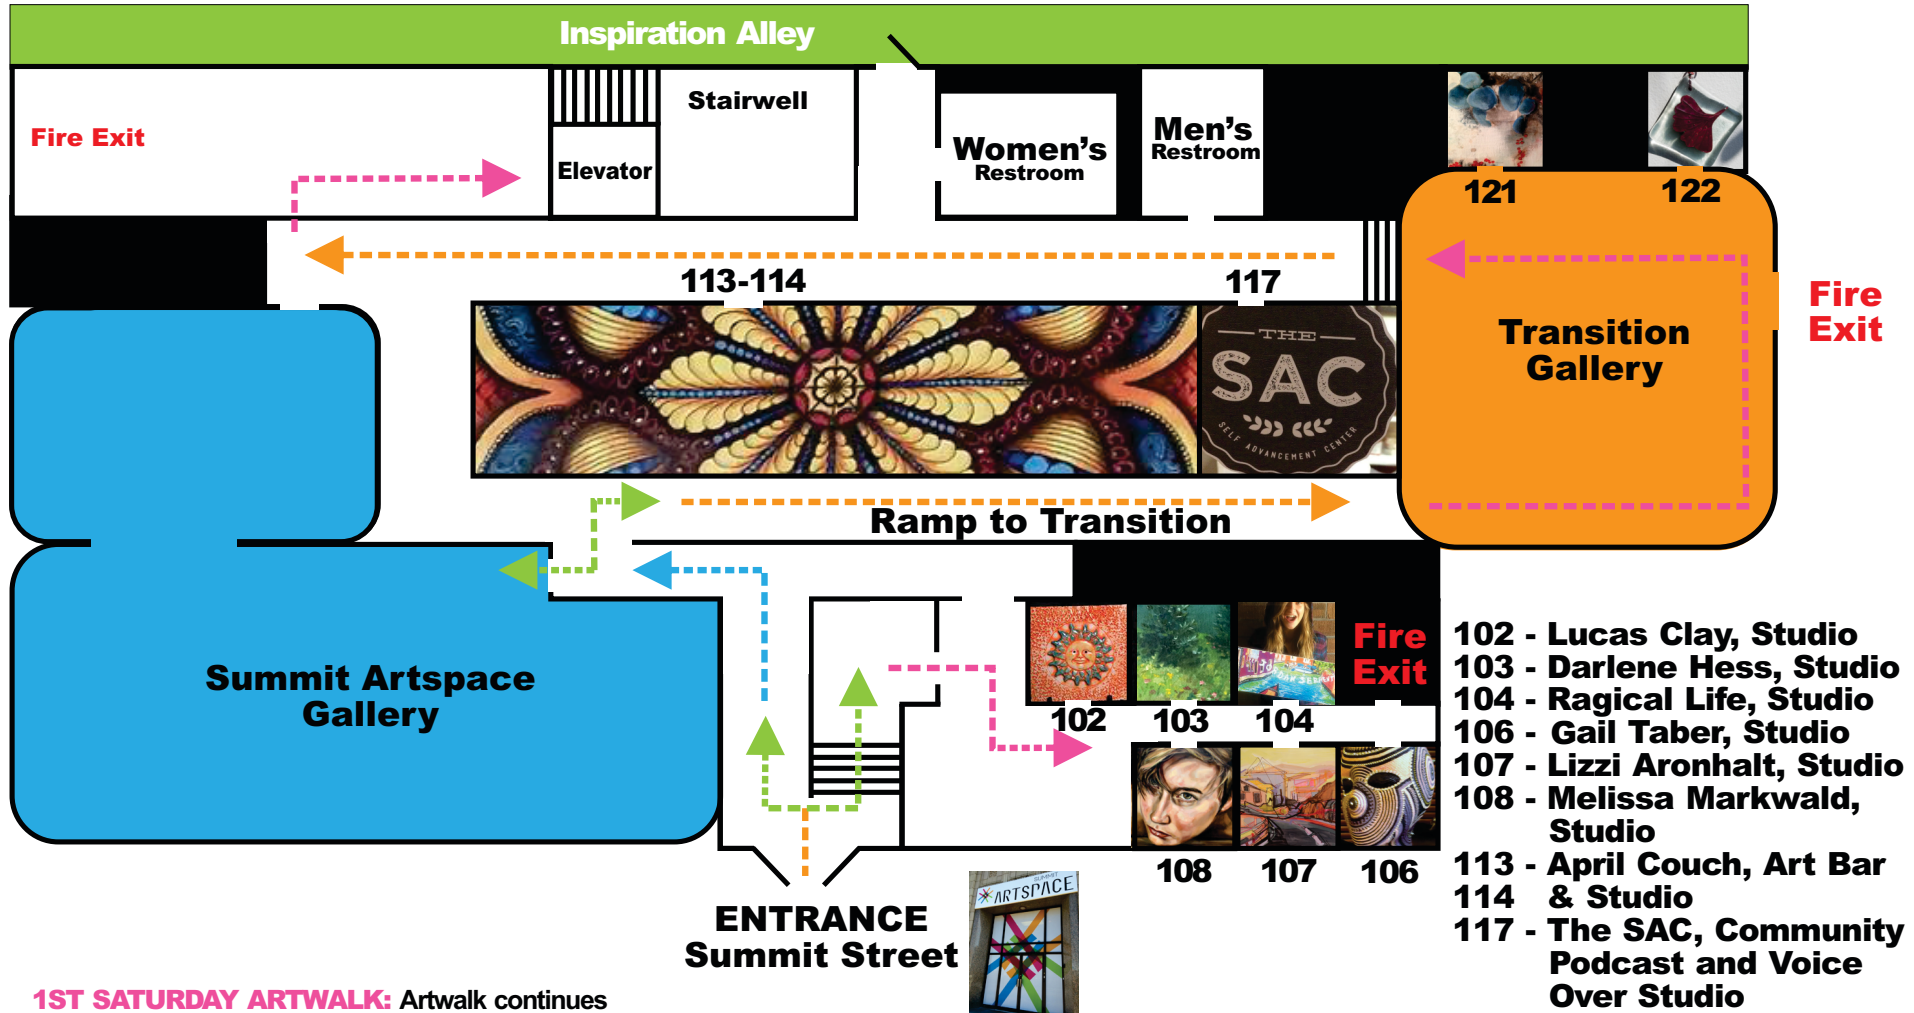 Inspiration Alley
Fire Exit
Elevator
Stairwell
Women's
Restroom
Men's
Restroom
121
122
113-114
117
THE
SAC
SELF ADVANCEMENT CENTER
Transition
Gallery
Fire
Exit
Ramp to Transition
Summit Artspace
Gallery
102
103
104
Fire
Exit
108
107
106
ENTRANCE
Summit Street
SUMMIT
ARTSPACE
102 - Lucas Clay, Studio
103 - Darlene Hess, Studio
104 - Ragical Life, Studio
106 - Gail Taber, Studio
107 - Lizzi Aronhalt, Studio
108 - Melissa Markwald,
Studio
113 - April Couch, Art Bar
114 & Studio
117 - The SAC, Community
Podcast and Voice
Over Studio
1ST SATURDAY ARTWALK: Artwalk continues